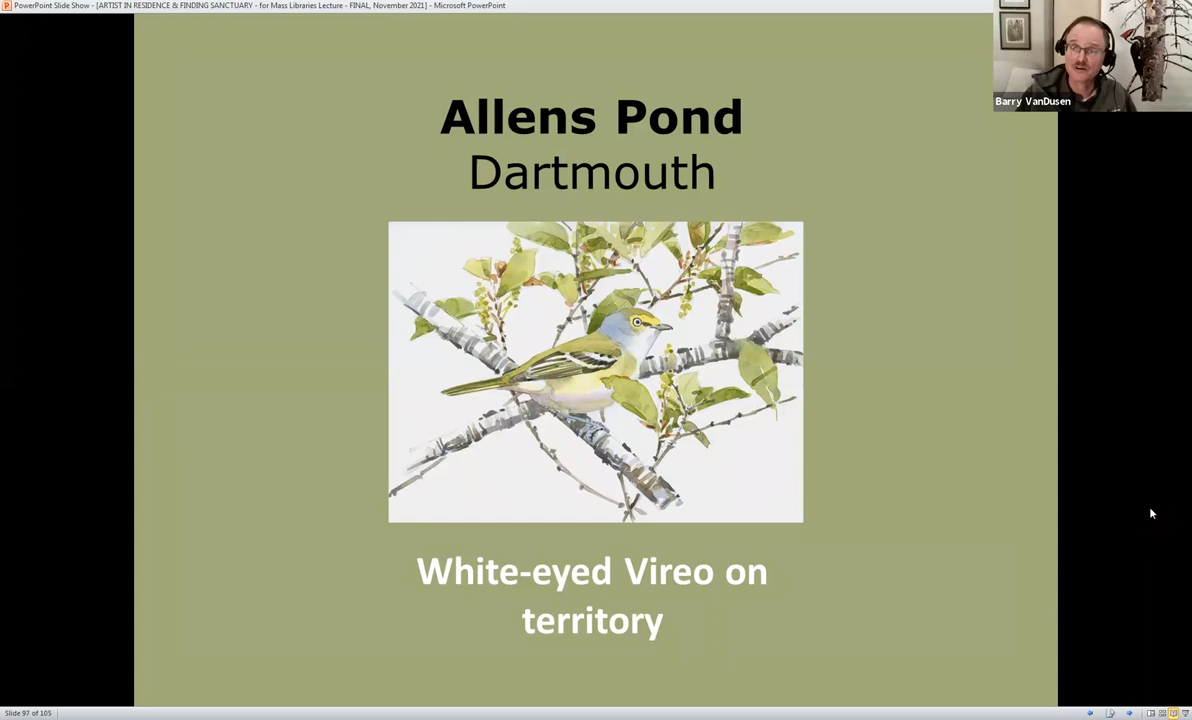 PowerPoint Slide Show - [ARTIST IN RESIDENCE & FINDING SANCTUARY - for Mass Libraries Lecture - FINAL, November 2021] - Microsoft PowerPoint
Barry VanDusen
Allens Pond
Dartmouth
White-eyed Vireo on
territory
Slide 97 of 105